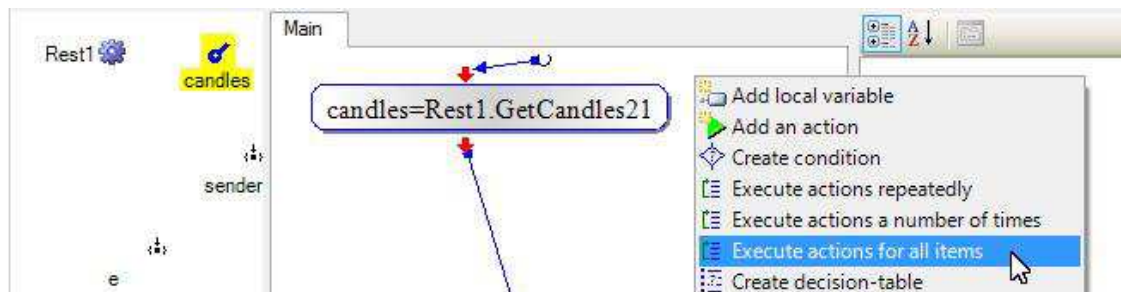 Main
Rest1
candles
candles=Rest1.GetCandles21
sender
e
Add local variable
Add an action
Create condition
Execute actions repeatedly
Execute actions a number of times
Execute actions for all items
Create decision-table